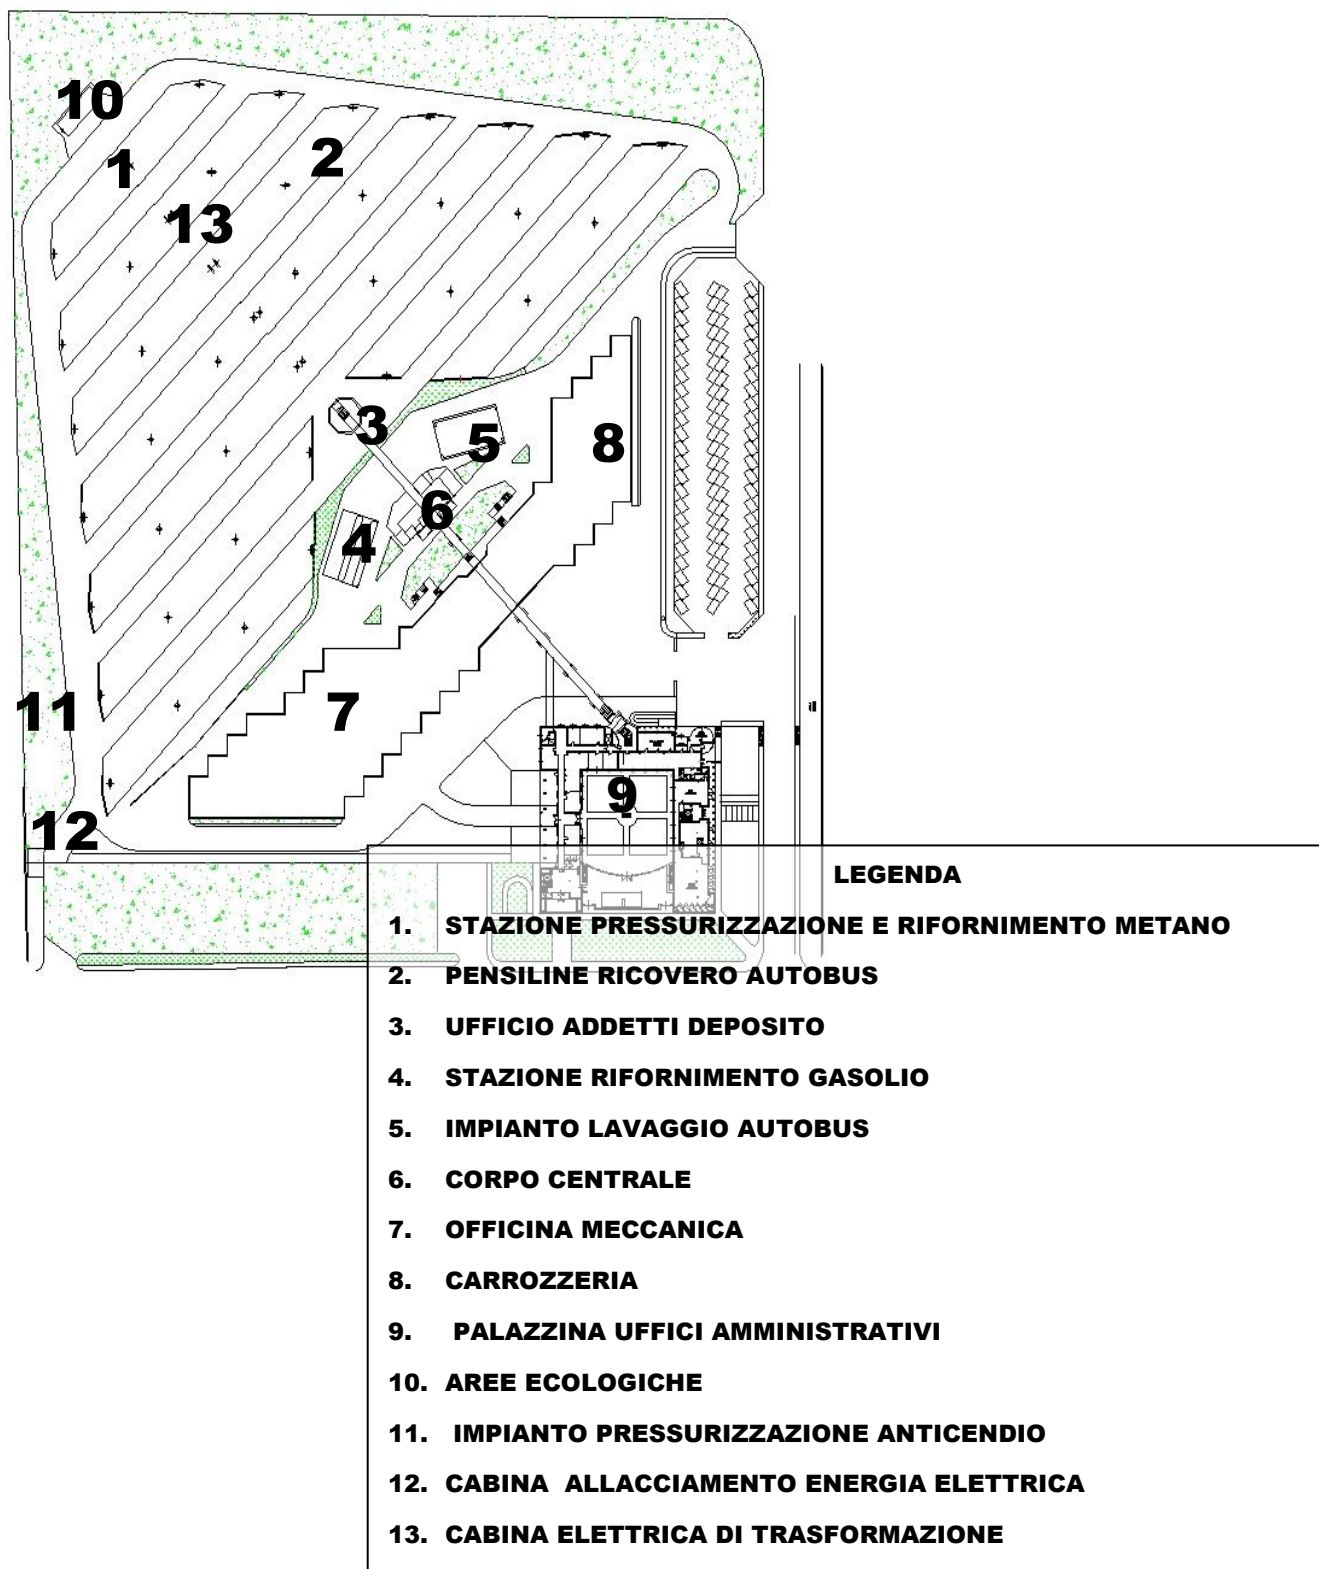 10
1
2
13
3
5
8
6
4
11
7
9
12
LEGENDA
1. STAZIONE PRESSURIZZAZIONE E RIFORNIMENTO METANO
2. PENSILINE RICOVERO AUTOBUS
3. UFFICIO ADDETTI DEPOSITO
4. STAZIONE RIFORNIMENTO GASOLIO
5. IMPIANTO LAVAGGIO AUTOBUS
6. CORPO CENTRALE
7. OFFICINA MECCANICA
8. CARROZZERIA
9. PALAZZINA UFFICI AMMINISTRATIVI
10. AREE ECOLOGICHE
11. IMPIANTO PRESSURIZZAZIONE ANTICENDIO
12. CABINA ALLACCIAMENTO ENERGIA ELETTRICA
13. CABINA ELETTRICA DI TRASFORMAZIONE